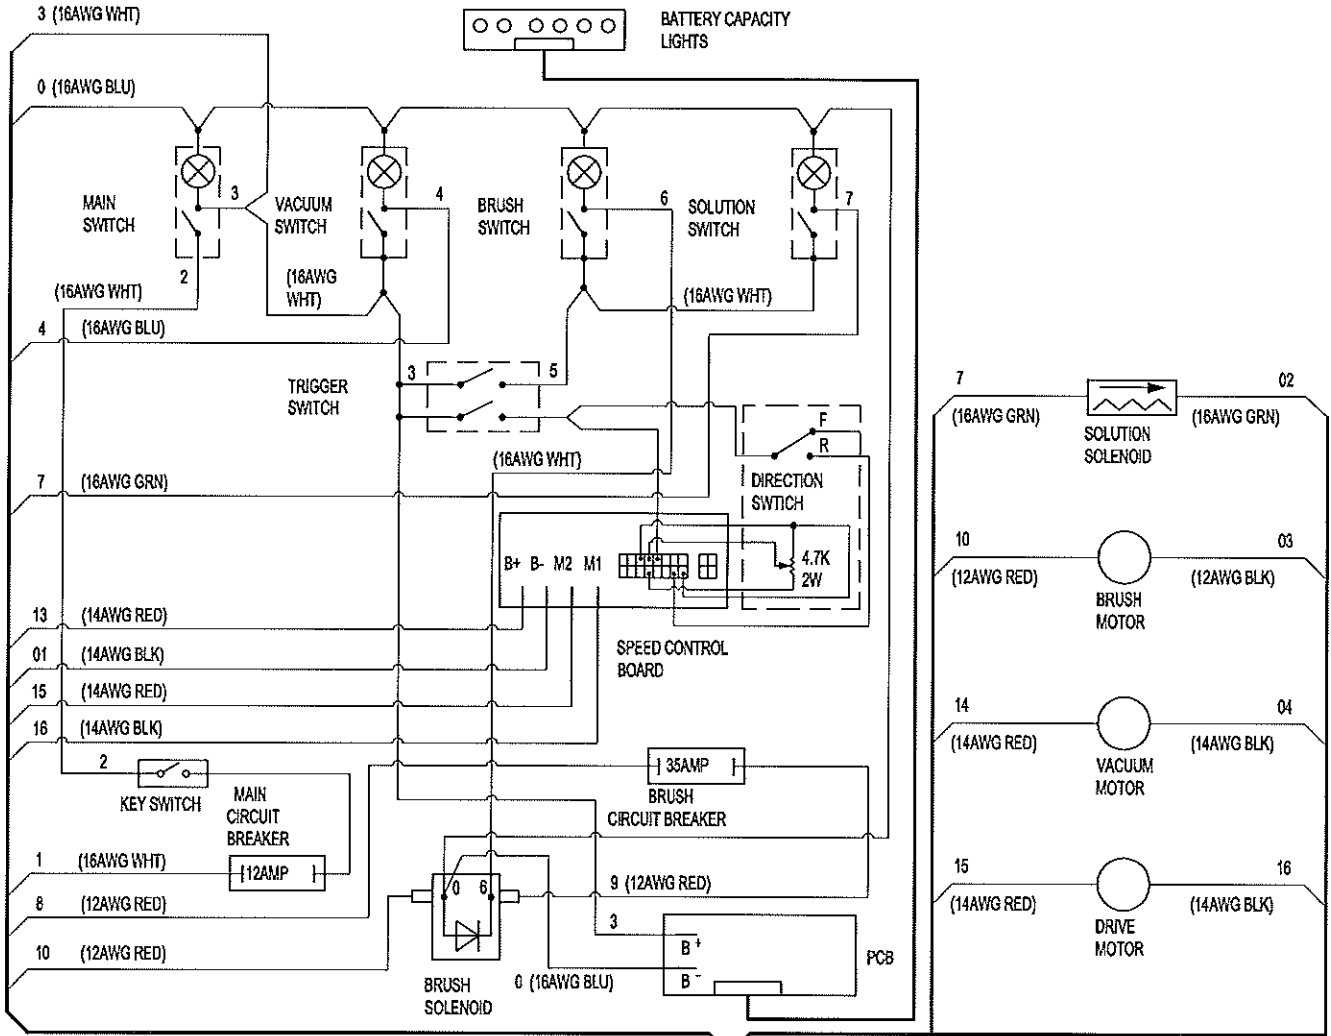 3 (16AWG WHT)
BATTERY CAPACITY
LIGHTS
0 (16AWG BLU)
MAIN
SWITCH
3
VACUUM
SWITCH
4
BRUSH
SWITCH
6
SOLUTION
SWITCH
7
2
(16AWG WHT)
(16AWG
WHT)
(16AWG WHT)
4 (16AWG BLU)
TRIGGER
SWITCH
3
5
F
R
(16AWG WHT)
DIRECTION
SWTICH
7 (16AWG GRN)
B+ B- M2 M1
4.7K
2W
13 (14AWG RED)
SPEED CONTROL
BOARD
01 (14AWG BLK)
15 (14AWG RED)
16 (14AWG BLK)
2
KEY SWITCH
MAIN
CIRCUIT
BREAKER
35AMP
BRUSH
CIRCUIT BREAKER
1 (16AWG WHT)
12AMP
8 (12AWG RED)
0 6
9 (12AWG RED)
3
10 (12AWG RED)
B+
B-
PCB
BRUSH
SOLENOID
0 (16AWG BLU)
7
02
(16AWG GRN)
(16AWG GRN)
SOLUTION
SOLENOID
10
03
(12AWG RED)
(12AWG BLK)
BRUSH
MOTOR
14
04
(14AWG RED)
(14AWG BLK)
VACUUM
MOTOR
15
16
(14AWG RED)
(14AWG BLK)
DRIVE
MOTOR